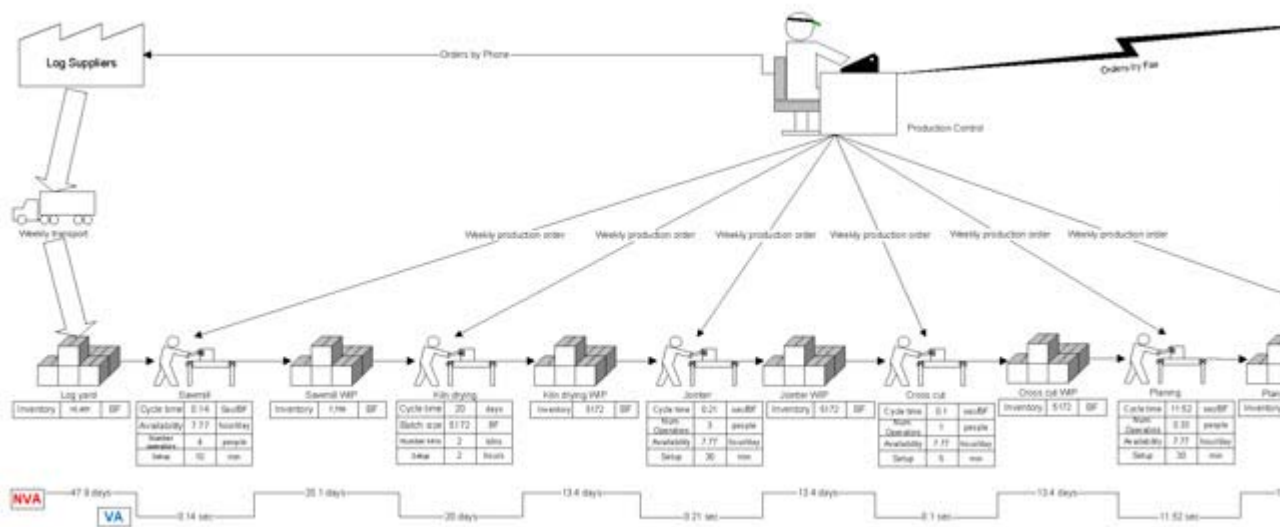 Log Suppliers
Orders by Phone
Orders by Fax
Production Control
Weekly transport
Weekly production order
Weekly production order
Weekly production order
Weekly production order
Weekly production order
Weekly production order
Log yard
Inventory BF
Sawmill
Cycle time 0.14 Sec/BF
Availability 7.77 hour/day
Number operators 4 people
Setup 10 min
Sawmill WIP
Inventory BF
Kiln drying
Cycle time 20 days
Batch size 5172 BF
Number kilns 2 kilns
Setup 2 hours
Kiln drying WIP
Inventory 5172 BF
Jointer
Cycle time 0.21 sec/BF
Num. Operators 3 people
Availability 7.77 hour/day
Setup 30 min
Jointer WIP
Inventory 5172 BF
Cross cut
Cycle time 0.1 sec/BF
Num. Operators 1 people
Availability 7.77 hour/day
Setup 5 min
Cross cut WIP
Inventory 5172 BF
Planing
Cycle time 11.52 sec/BF
Num. Operators 0.33 people
Availability 7.77 hour/day
Setup 30 min
NVA
47.9 days
20.1 days
13.4 days
13.4 days
13.4 days
VA
0.14 sec
20 days
0.21 sec
0.1 sec
11.52 sec